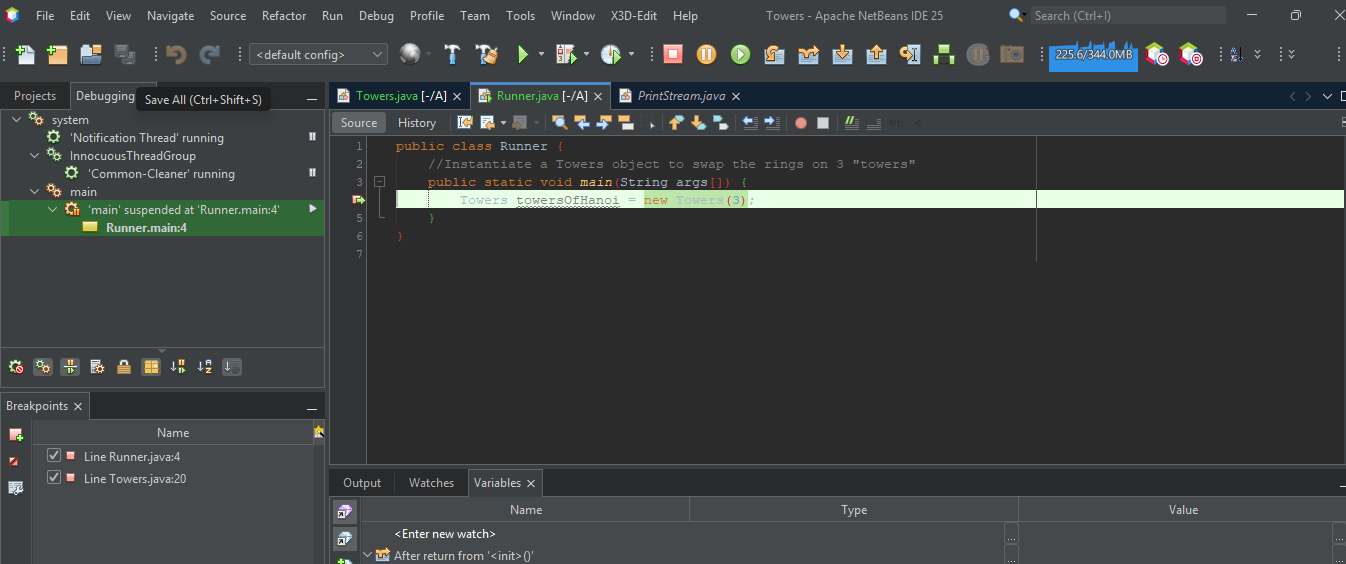 File Edit View Navigate Source Refactor Run Debug Profile Team Tools Window X3D-Edit Help Towers - Apache NetBeans IDE 25 Search (Ctrl+I)
<default config> 225.6/344.0MB
Projects Debugging Save All (Ctrl+Shift+S)
Towers.java [-/A] Runner.java [-/A] PrintStream.java
Source History
system
'Notification Thread' running
InnocuousThreadGroup
'Common-Cleaner' running
main
'main' suspended at 'Runner.main:4'
Runner.main:4
1 public class Runner {
2 //Instantiate a Towers object to swap the rings on 3 "towers"
3 public static void main(String args[]) {
Towers towersOfHanoi = new Towers(3);
5 }
6 }
7
Breakpoints
Name
Line Runner.java:4
Line Towers.java:20
Output Watches Variables
Name Type Value
<Enter new watch>
... ...
After return from '<init>()'
... ...